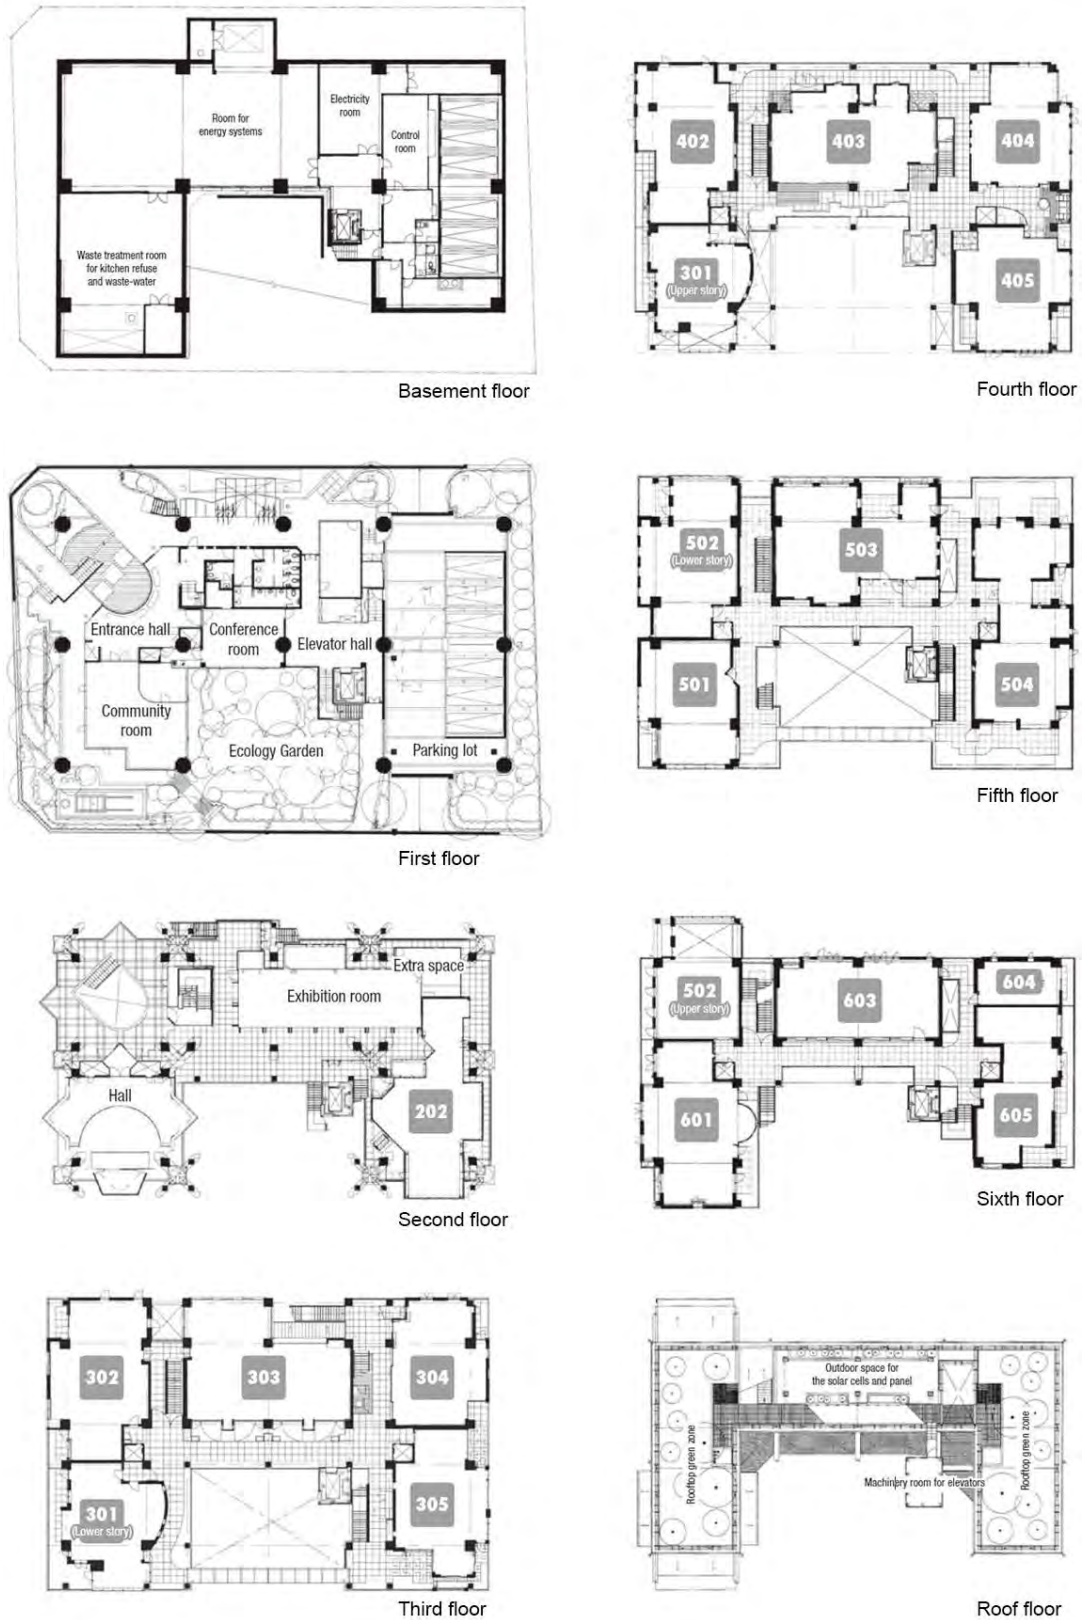 Room for
energy systems
Electricity
room
Control
room
Waste treatment room
for kitchen refuse
and waste-water
Basement floor
Entrance hall
Conference
room
Elevator hall
Community
room
Ecology Garden
Parking lot
First floor
Extra space
Exhibition room
Hall
202
Second floor
302
303
304
301
(Lower story)
305
Third floor
402
403
404
301
(Upper story)
405
Fourth floor
502
(Lower story)
503
501
504
Fifth floor
502
(Upper story)
603
604
601
605
Sixth floor
Outdoor space for
the solar cells and panel
Rooftop green zone
Rooftop green zone
Machinery room for elevators
Roof floor